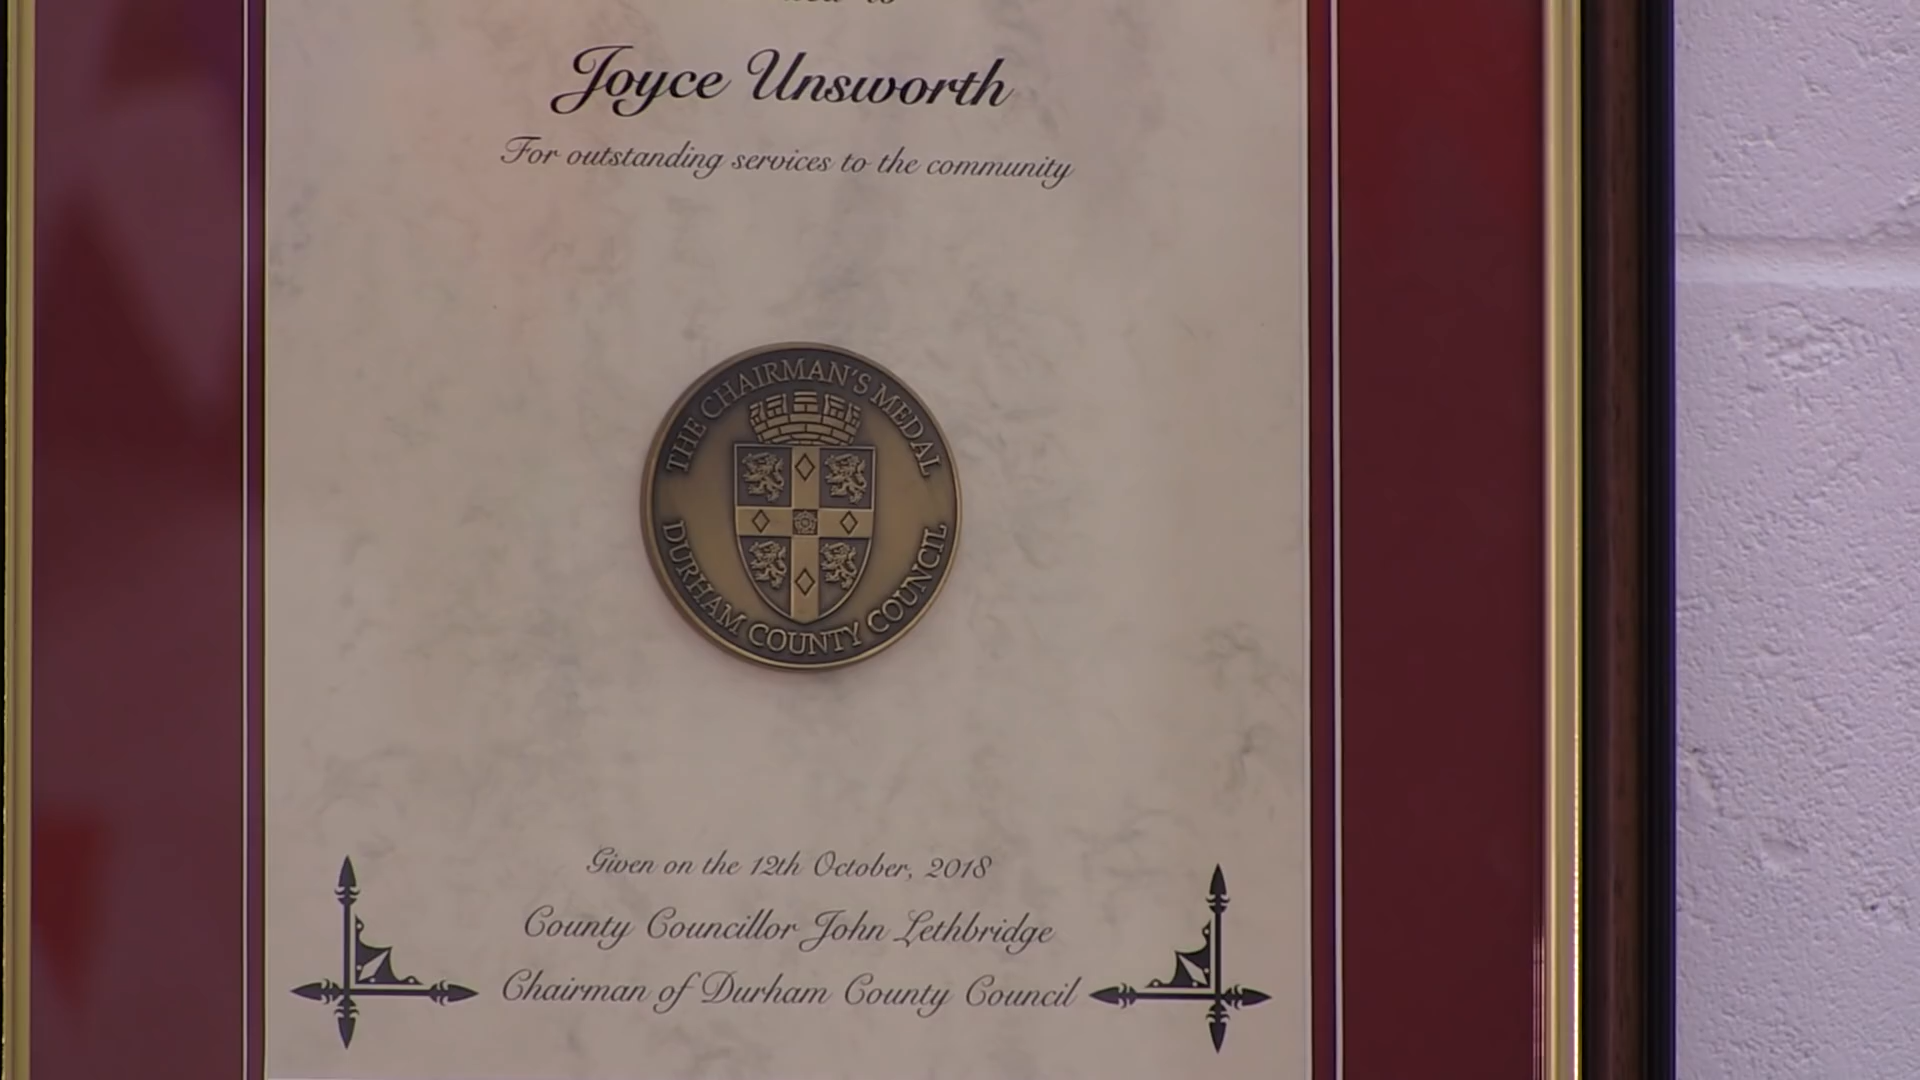 to
Joyce Unsworth
For outstanding services to the community
THE CHAIRMAN'S MEDAL
DURHAM COUNTY COUNCIL
Given on the 12th October, 2018
County Councillor John Lethbridge
Chairman of Durham County Council